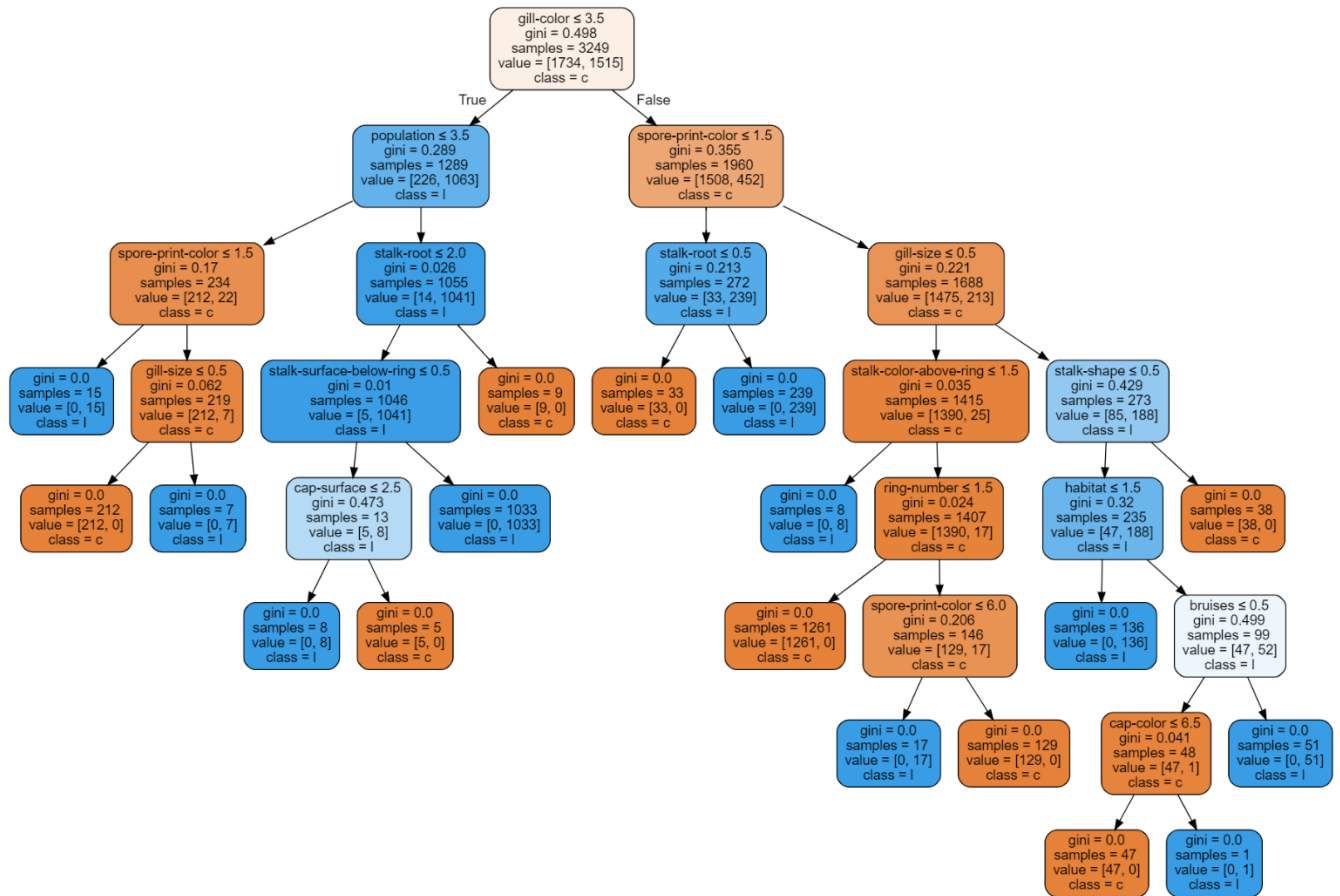 gill-color ≤ 3.5
gini = 0.498
samples = 3249
value = [1734, 1515]
class = c
True
False
population ≤ 3.5
gini = 0.289
samples = 1289
value = [226, 1063]
class = l
spore-print-color ≤ 1.5
gini = 0.355
samples = 1960
value = [1508, 452]
class = c
spore-print-color ≤ 1.5
gini = 0.17
samples = 234
value = [212, 22]
class = c
stalk-root ≤ 2.0
gini = 0.026
samples = 1055
value = [14, 1041]
class = l
stalk-root ≤ 0.5
gini = 0.213
samples = 272
value = [33, 239]
class = l
gill-size ≤ 0.5
gini = 0.221
samples = 1688
value = [1475, 213]
class = c
gini = 0.0
samples = 15
value = [0, 15]
class = l
gill-size ≤ 0.5
gini = 0.062
samples = 219
value = [212, 7]
class = c
stalk-surface-below-ring ≤ 0.5
gini = 0.01
samples = 1046
value = [5, 1041]
class = l
gini = 0.0
samples = 9
value = [9, 0]
class = c
gini = 0.0
samples = 33
value = [33, 0]
class = c
gini = 0.0
samples = 239
value = [0, 239]
class = l
stalk-color-above-ring ≤ 1.5
gini = 0.035
samples = 1415
value = [1390, 25]
class = c
stalk-shape ≤ 0.5
gini = 0.429
samples = 273
value = [85, 188]
class = l
gini = 0.0
samples = 212
value = [212, 0]
class = c
gini = 0.0
samples = 7
value = [0, 7]
class = l
cap-surface ≤ 2.5
gini = 0.473
samples = 13
value = [5, 8]
class = l
gini = 0.0
samples = 1033
value = [0, 1033]
class = l
gini = 0.0
samples = 8
value = [0, 8]
class = l
ring-number ≤ 1.5
gini = 0.024
samples = 1407
value = [1390, 17]
class = c
habitat ≤ 1.5
gini = 0.32
samples = 235
value = [47, 188]
class = l
gini = 0.0
samples = 38
value = [38, 0]
class = c
gini = 0.0
samples = 8
value = [0, 8]
class = l
gini = 0.0
samples = 5
value = [5, 0]
class = c
gini = 0.0
samples = 1261
value = [1261, 0]
class = c
spore-print-color ≤ 6.0
gini = 0.206
samples = 146
value = [129, 17]
class = c
gini = 0.0
samples = 136
value = [0, 136]
class = l
bruises ≤ 0.5
gini = 0.499
samples = 99
value = [47, 52]
class = l
gini = 0.0
samples = 17
value = [0, 17]
class = l
gini = 0.0
samples = 129
value = [129, 0]
class = c
cap-color ≤ 6.5
gini = 0.041
samples = 48
value = [47, 1]
class = c
gini = 0.0
samples = 51
value = [0, 51]
class = l
gini = 0.0
samples = 47
value = [47, 0]
class = c
gini = 0.0
samples = 1
value = [0, 1]
class = l